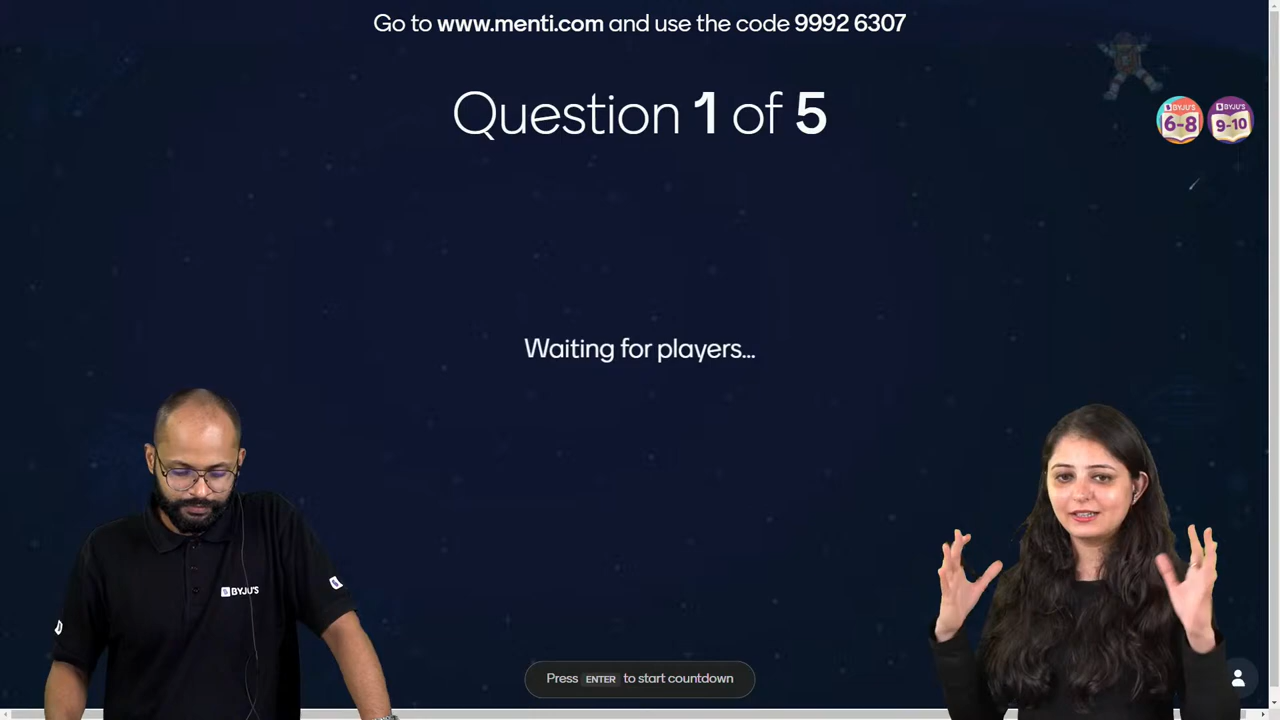 Go to www.menti.com and use the code 9992 6307
Question 1 of 5
BYJU'S
6-8
BYJU'S
9-10
Waiting for players...
BYJU'S
Press ENTER to start countdown